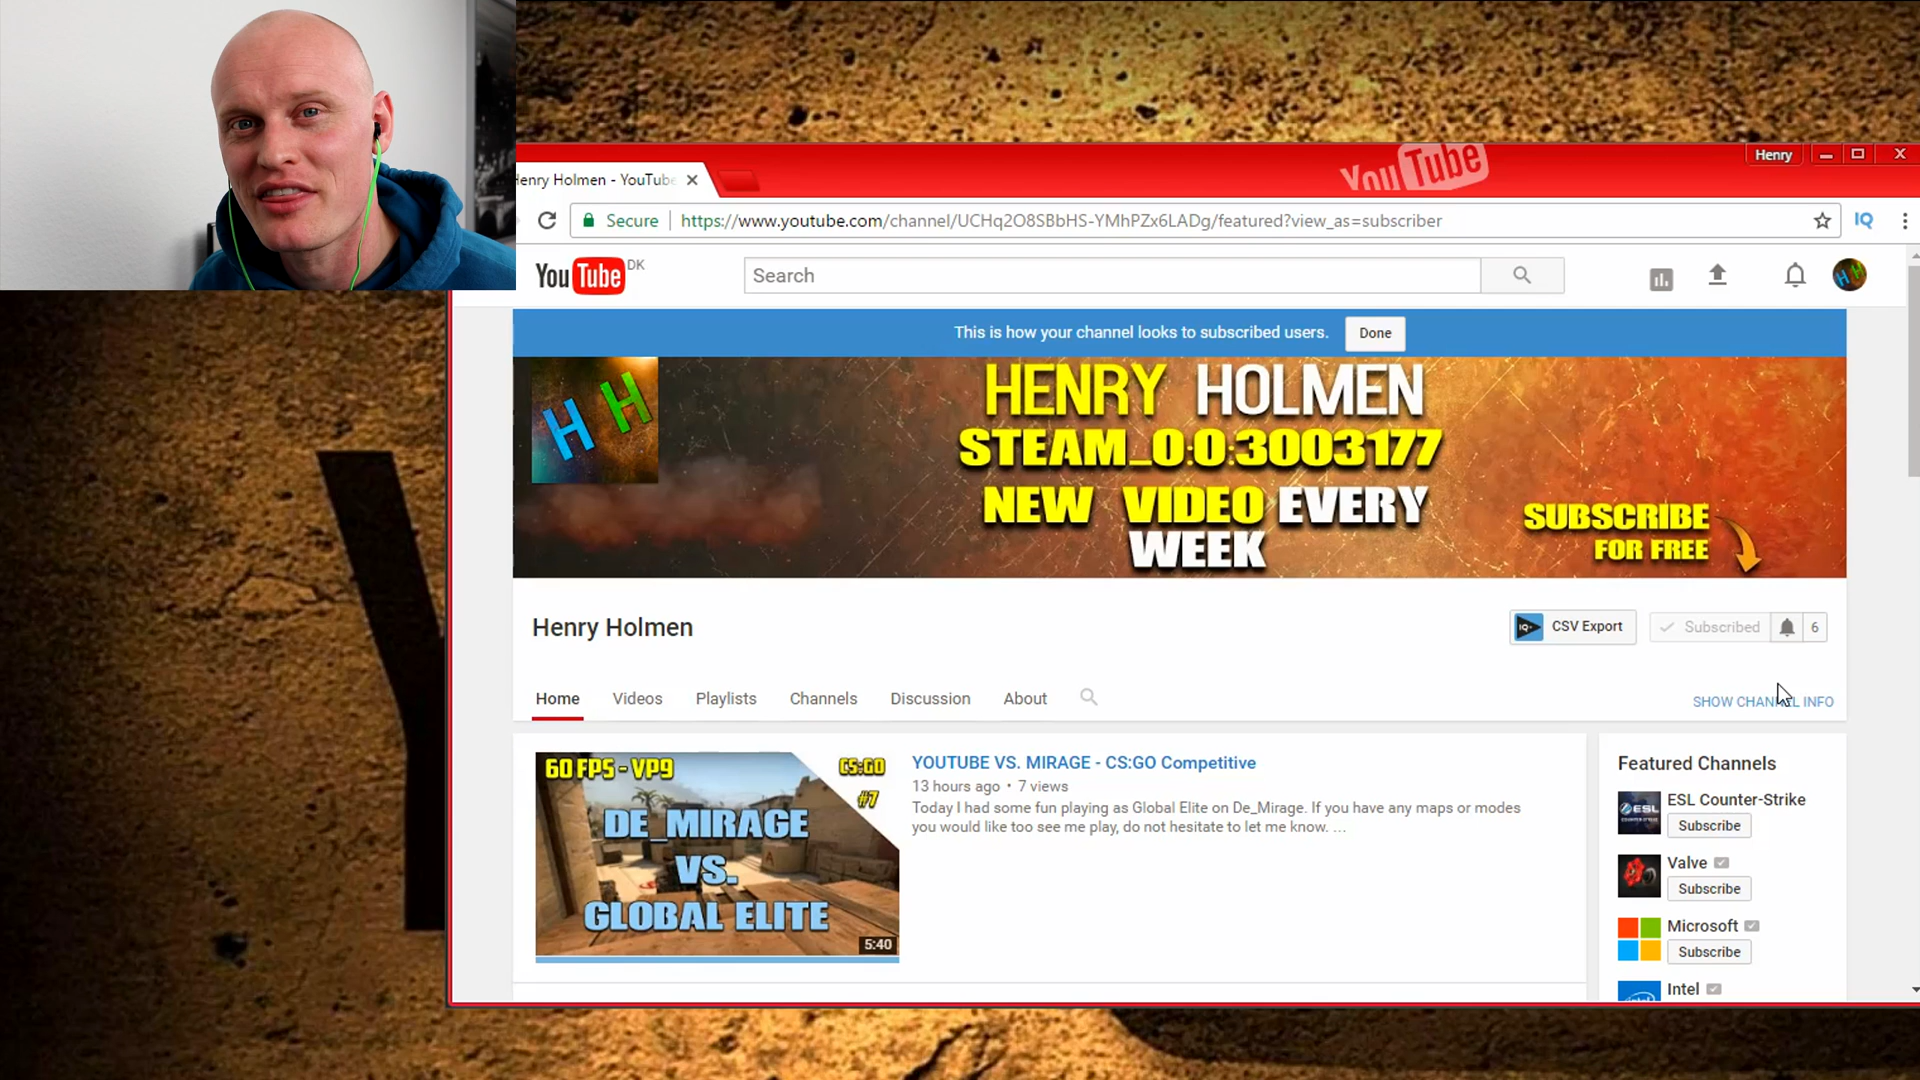 YouTube
Henry
Henry Holmen - YouTube
Secure
https://www.youtube.com/channel/UCHq2O8SBbHS-YMhPZx6LADg/featured?view_as=subscriber
IQ
YouTube DK
Search
HH
This is how your channel looks to subscribed users.
Done
HH
HENRY HOLMEN
STEAM_0:0:3003177
NEW VIDEO EVERY
WEEK
SUBSCRIBE
FOR FREE
Henry Holmen
IQ
CSV Export
Subscribed
6
Home
Videos
Playlists
Channels
Discussion
About
SHOW CHANNEL INFO
60 FPS - VP9
CS:GO
#7
DE_MIRAGE
VS.
GLOBAL ELITE
5:40
YOUTUBE VS. MIRAGE - CS:GO Competitive
13 hours ago • 7 views
Today I had some fun playing as Global Elite on De_Mirage. If you have any maps or modes
you would like too see me play, do not hesitate to let me know. ...
Featured Channels
ESL
ESL Counter-Strike
Subscribe
Valve
Subscribe
Microsoft
Subscribe
Intel